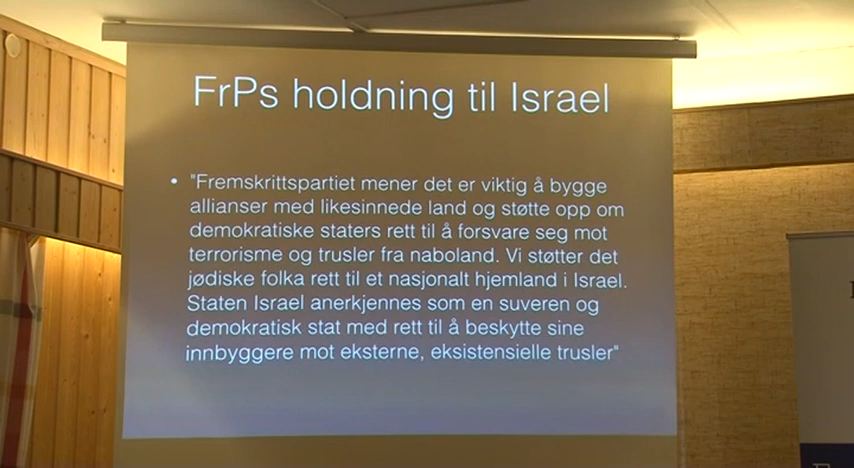 FrPs holdning til Israel
• "Fremskrittspartiet mener det er viktig å bygge
allianser med likesinnede land og støtte opp om
demokratiske staters rett til å forsvare seg mot
terrorisme og trusler fra naboland. Vi støtter det
jødiske folka rett til et nasjonalt hjemland i Israel.
Staten Israel anerkjennes som en suveren og
demokratisk stat med rett til å beskytte sine
innbyggere mot eksterne, eksistensielle trusler"